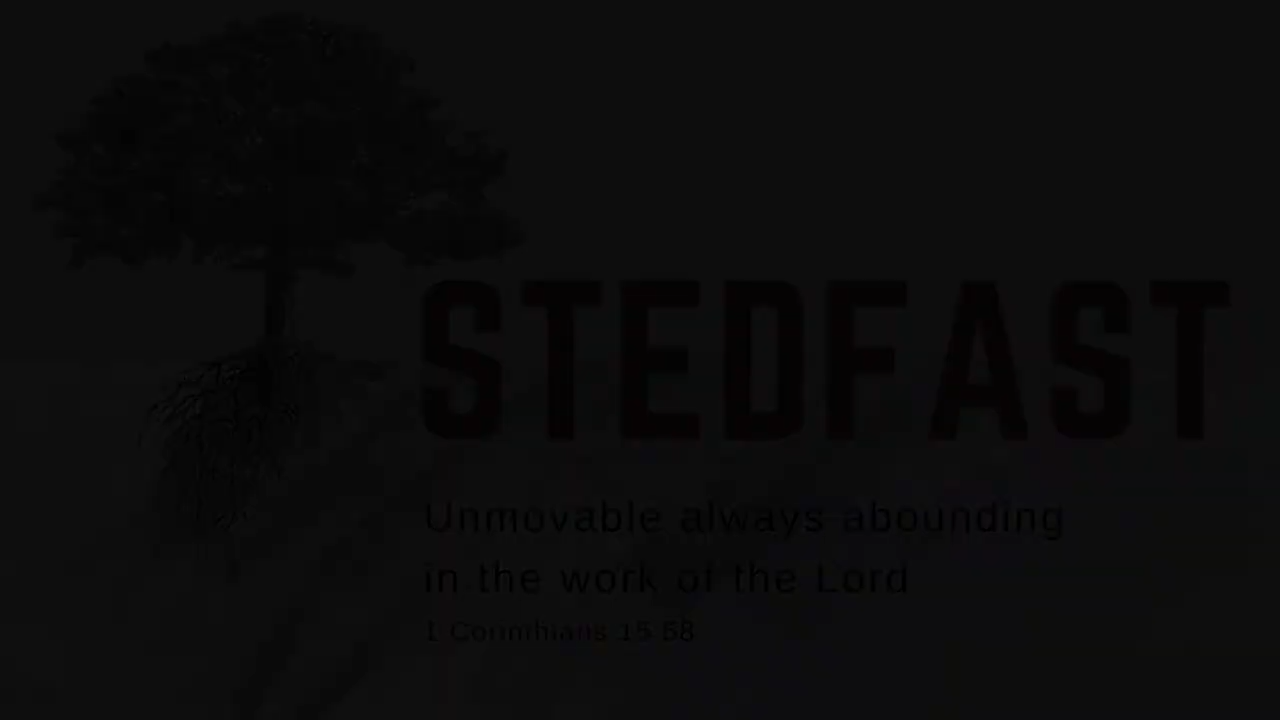 STEDFAST
Unmovable always abounding
in the work of the Lord
1 Corinthians 15 58